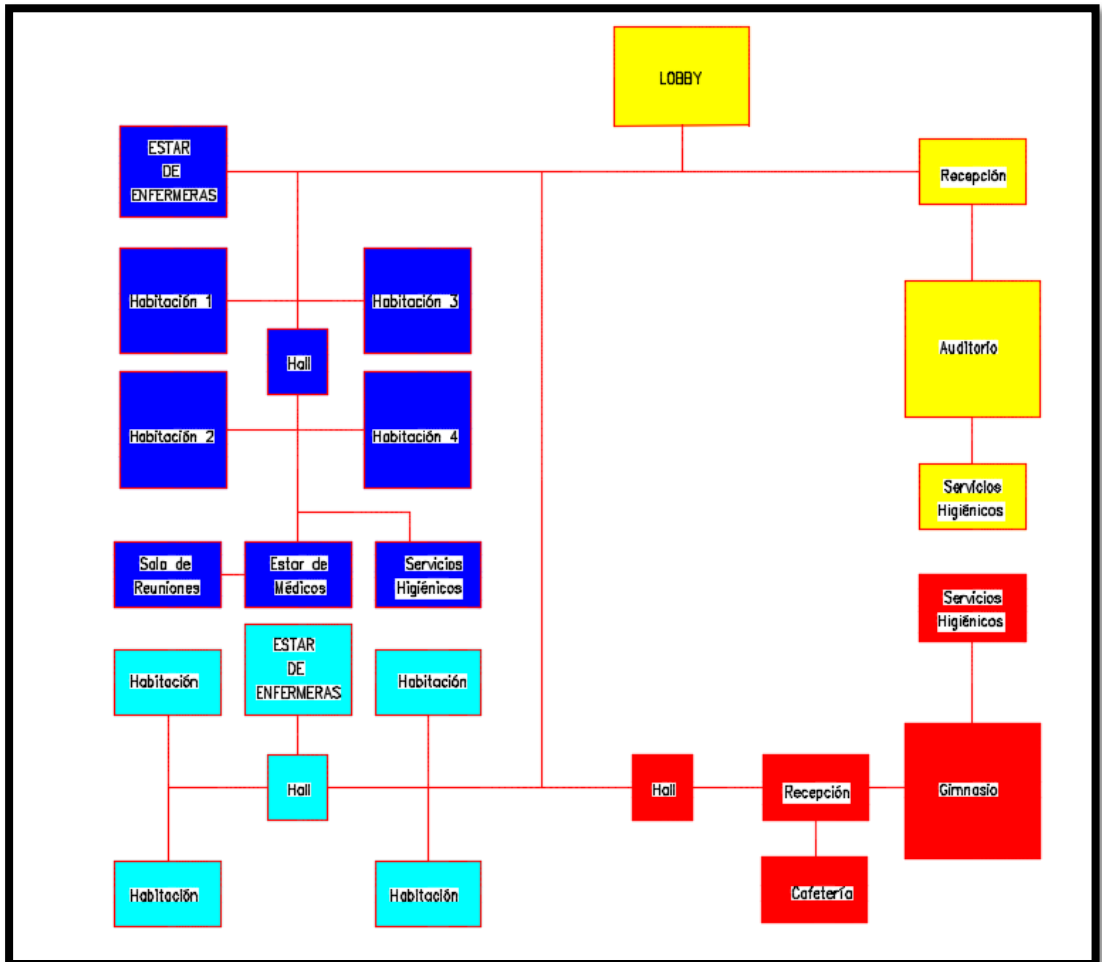 LOBBY
ESTAR
DE
ENFERMERAS
Recepción
Habitación 1
Habitación 3
Hall
Auditorio
Habitación 2
Habitación 4
Servicios
Higiénicos
Sala de
Reuniones
Estar de
Médicos
Servicios
Higiénicos
Servicios
Higiénicos
Habitación
ESTAR
DE
ENFERMERAS
Habitación
Hall
Hall
Recepción
Gimnasio
Habitación
Habitación
Cafetería